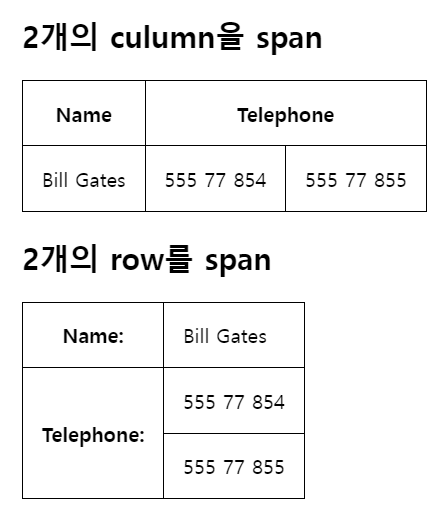 2개의 culumn을 span
Name Telephone
Bill Gates 555 77 854 555 77 855
2개의 row를 span
Name: Bill Gates
555 77 854
Telephone:
555 77 855